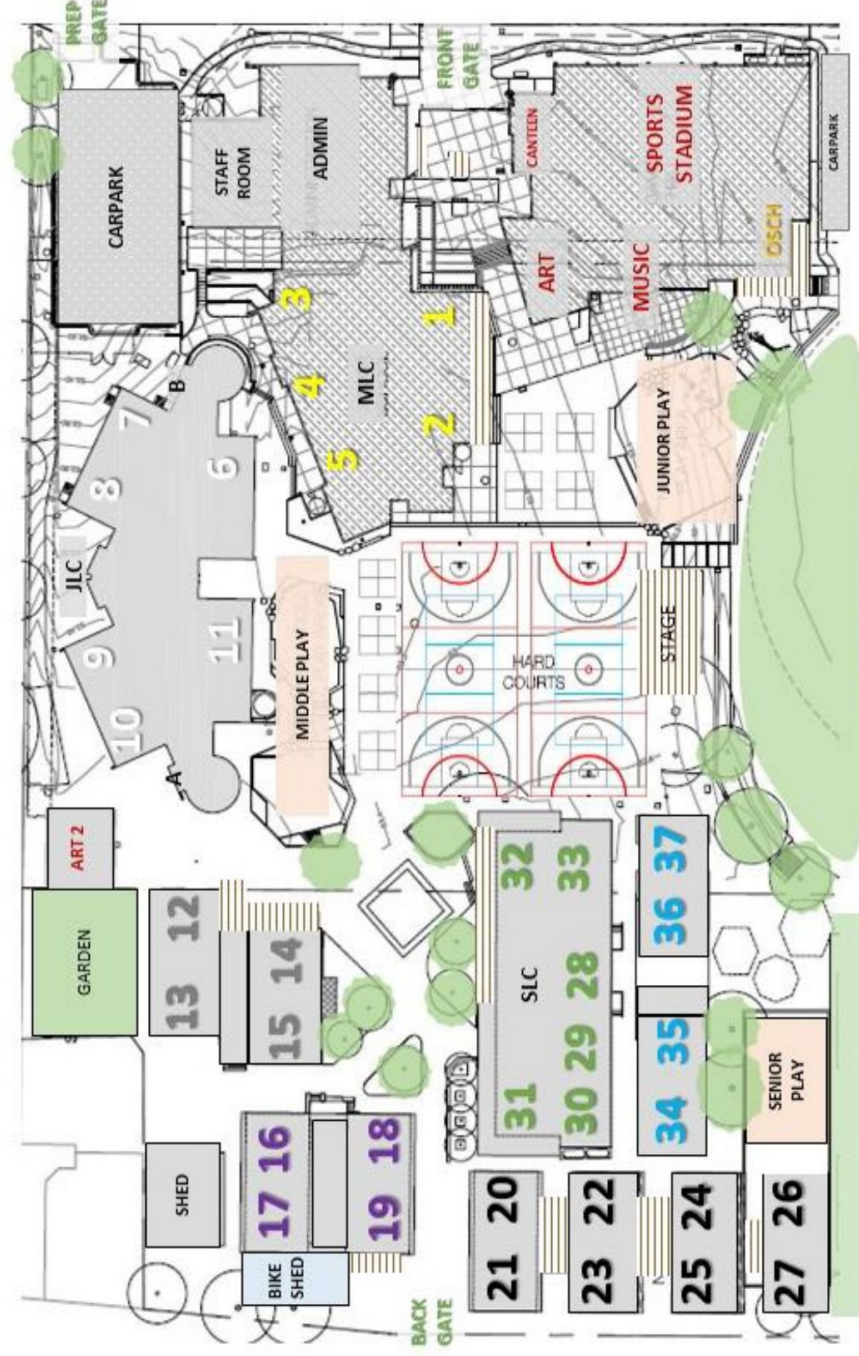 PREP
GATE
CARPARK
STAFF
ROOM
ADMIN
FRONT
GATE
CANTEEN
SPORTS
STADIUM
CARPARK
ART
MUSIC
OSCH
3
4
5
MLC
1
2
B
7
8
6
JLC
9
10
11
A
MIDDLE PLAY
JUNIOR PLAY
HARD
COURTS
STAGE
ART 2
GARDEN
13 12
15 14
SHED
17 16
19 18
BIKE
SHED
BACK
GATE
31
32
SLC
30 29 28
33
36 37
34 35
SENIOR
PLAY
21 20
23 22
25 24
27 26